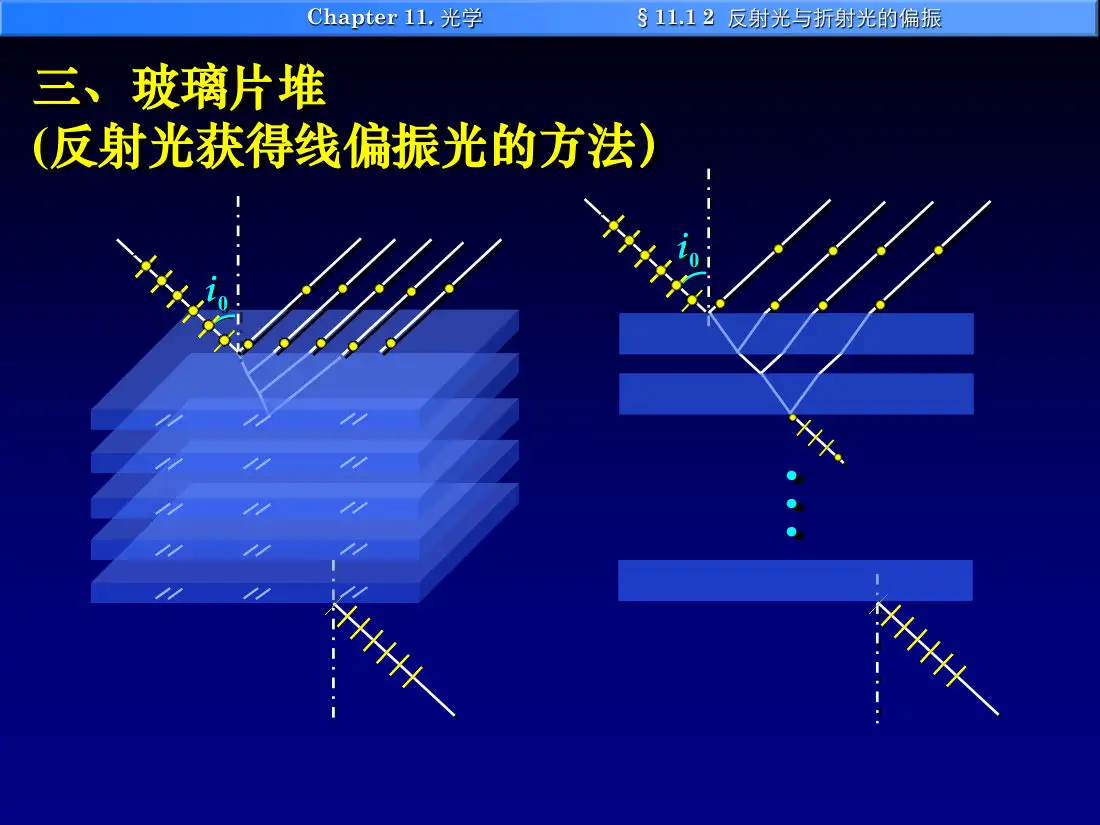 Chapter 11. 光学
§11.1 2 反射光与折射光的偏振
三、玻璃片堆
(反射光获得线偏振光的方法)
i0
i0